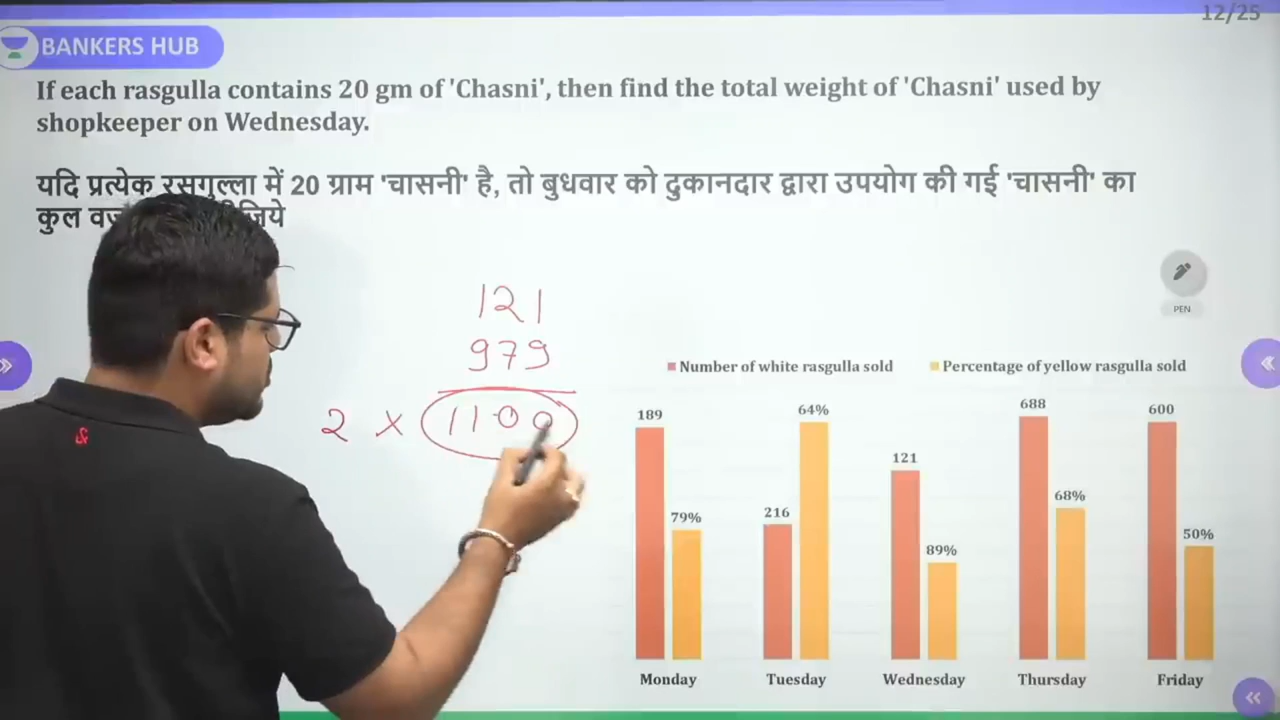 12/25
BANKERS HUB
If each rasgulla contains 20 gm of 'Chasni', then find the total weight of 'Chasni' used by
shopkeeper on Wednesday.
यदि प्रत्येक रसगुल्ला में 20 ग्राम 'चासनी' है, तो बुधवार को दुकानदार द्वारा उपयोग की गई 'चासनी' का
कुल
121
979
2 × 1100
PEN
Number of white rasgulla sold Percentage of yellow rasgulla sold
189 64% 688 600
121
216 79% 68%
89% 50%
Monday Tuesday Wednesday Thursday Friday